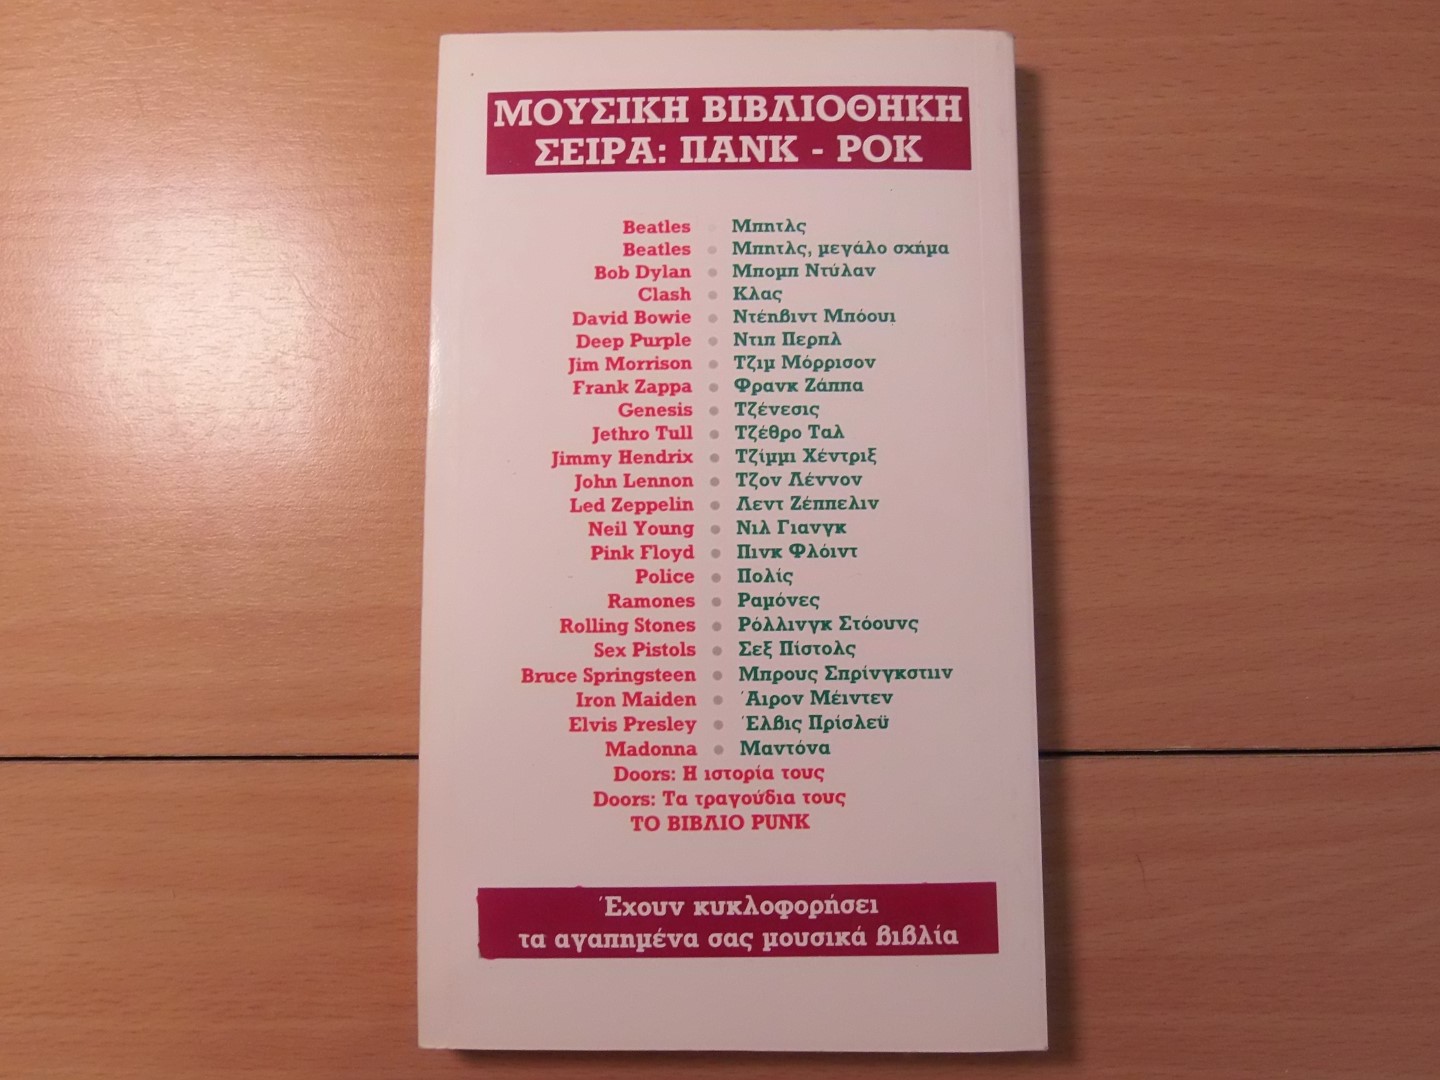 ΜΟΥΣΙΚΗ ΒΙΒΛΙΟΘΗΚΗ
ΣΕΙΡΑ: ΠΑΝΚ - ΡΟΚ
Beatles • Μπητλς
Beatles • Μπητλς, μεγάλο σχήμα
Bob Dylan • Μπομπ Ντύλαν
Clash • Κλας
David Bowie • Ντέηβιντ Μπόουι
Deep Purple • Ντιπ Περπλ
Jim Morrison • Τζιμ Μόρρισον
Frank Zappa • Φρανκ Ζάππα
Genesis • Τζένεσις
Jethro Tull • Τζέθρο Ταλ
Jimmy Hendrix • Τζίμμι Χέντριξ
John Lennon • Τζον Λέννον
Led Zeppelin • Λεντ Ζέππελιν
Neil Young • Νιλ Γιανγκ
Pink Floyd • Πινκ Φλόιντ
Police • Πολίς
Ramones • Ραμόνες
Rolling Stones • Ρόλλινγκ Στόουνς
Sex Pistols • Σεξ Πίστολς
Bruce Springsteen • Μπρους Σπρίνγκστιιν
Iron Maiden • Άιρον Μέιντεν
Elvis Presley • Έλβις Πρίσλεϋ
Madonna • Μαντόνα
Doors: Η ιστορία τους
Doors: Τα τραγούδια τους
ΤΟ ΒΙΒΛΙΟ PUNK
Έχουν κυκλοφορήσει
τα αγαπημένα σας μουσικά βιβλία